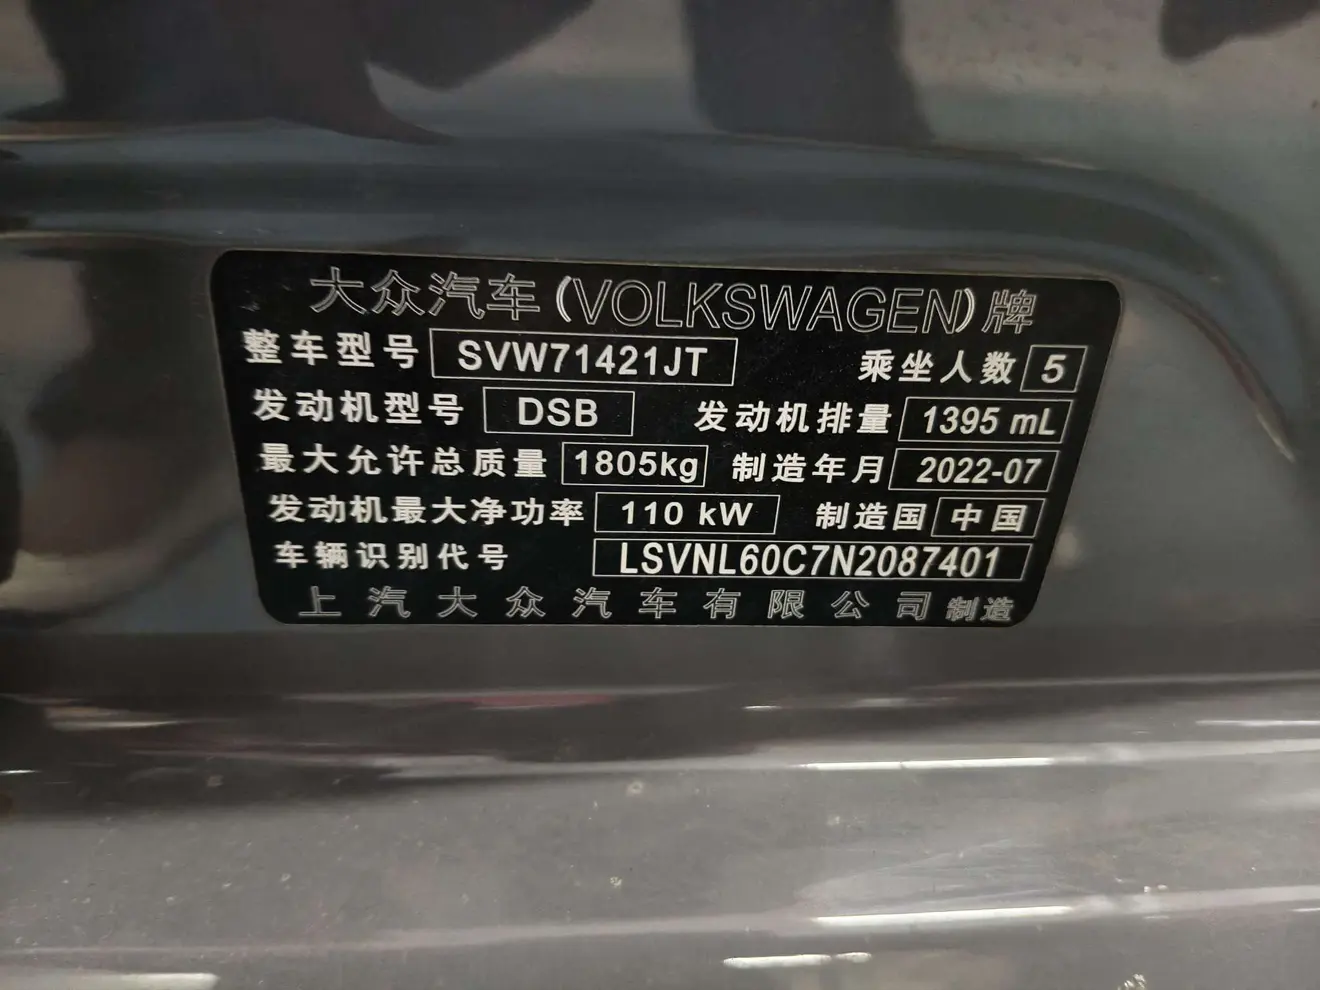 大众汽车(VOLKSWAGEN)牌
整车型号 SVW71421JT 乘坐人数 5
发动机型号 DSB 发动机排量 1395 mL
最大允许总质量 1805kg 制造年月 2022-07
发动机最大净功率 110 kW 制造国 中国
车辆识别代号 LSVNL60C7N2087401
上汽大众汽车有限公司 制造